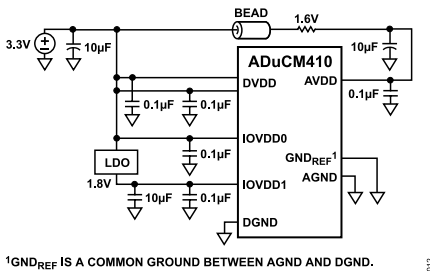 BEAD
1.6V
3.3V
10µF
10µF
ADuCM410
DVDD
AVDD
0.1µF
0.1µF
0.1µF
IOVDD0
0.1µF
GNDREF1
LDO
AGND
1.8V
IOVDD1
10µF
0.1µF
DGND
1GNDREF IS A COMMON GROUND BETWEEN AGND AND DGND.